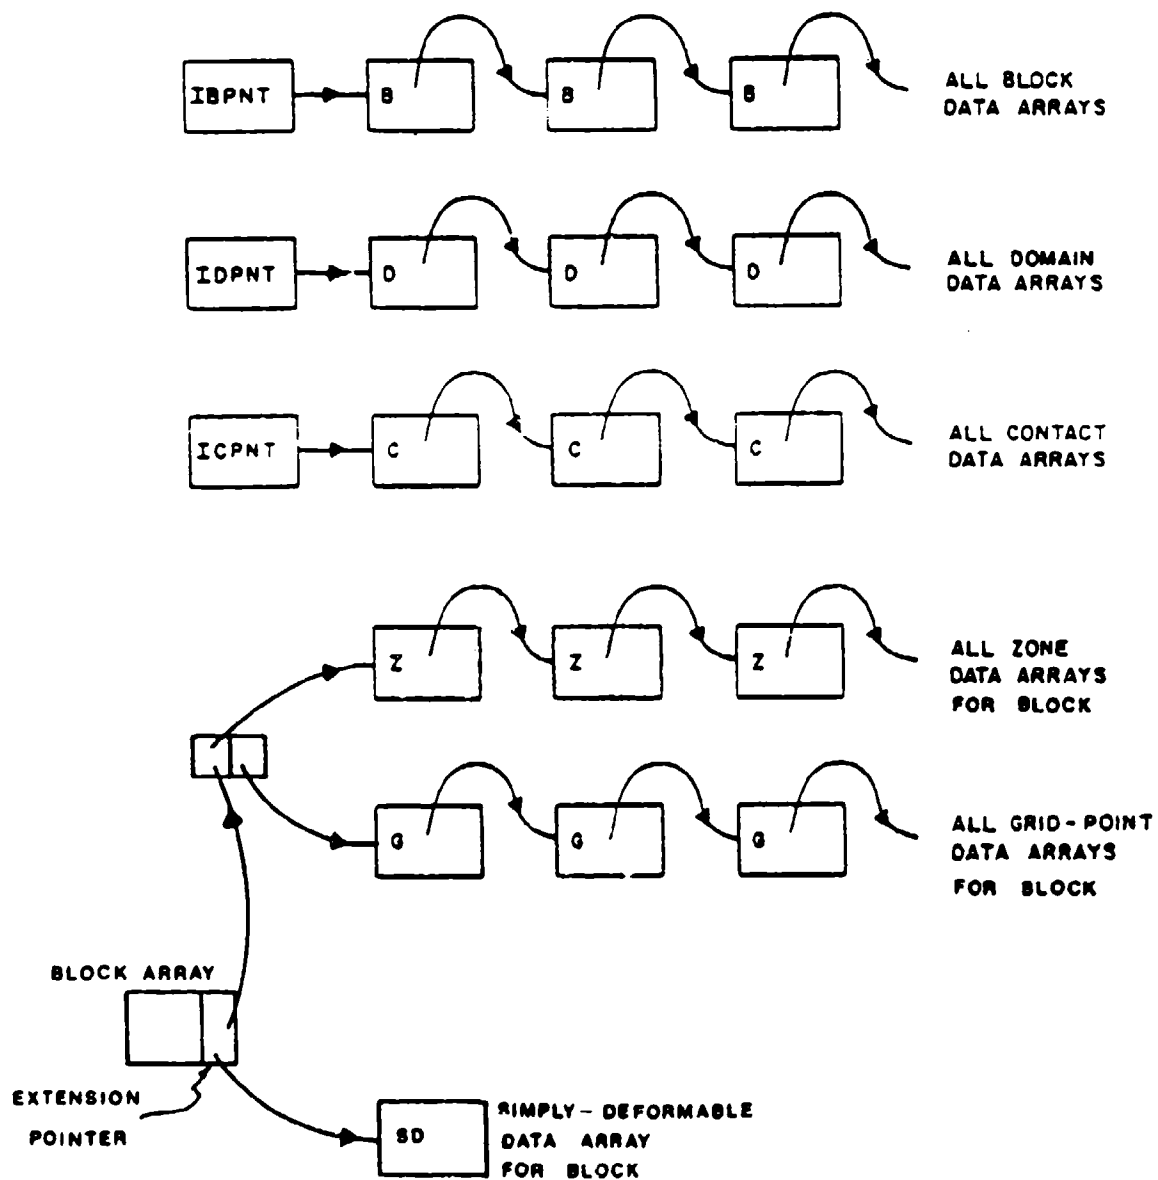 IBPNT B B B ALL BLOCK
DATA ARRAYS
IDPNT D D D ALL DOMAIN
DATA ARRAYS
ICPNT C C C ALL CONTACT
DATA ARRAYS
Z Z Z ALL ZONE
DATA ARRAYS
FOR BLOCK
G G G ALL GRID-POINT
DATA ARRAYS
FOR BLOCK
BLOCK ARRAY
EXTENSION
POINTER
SD SIMPLY-DEFORMABLE
DATA ARRAY
FOR BLOCK